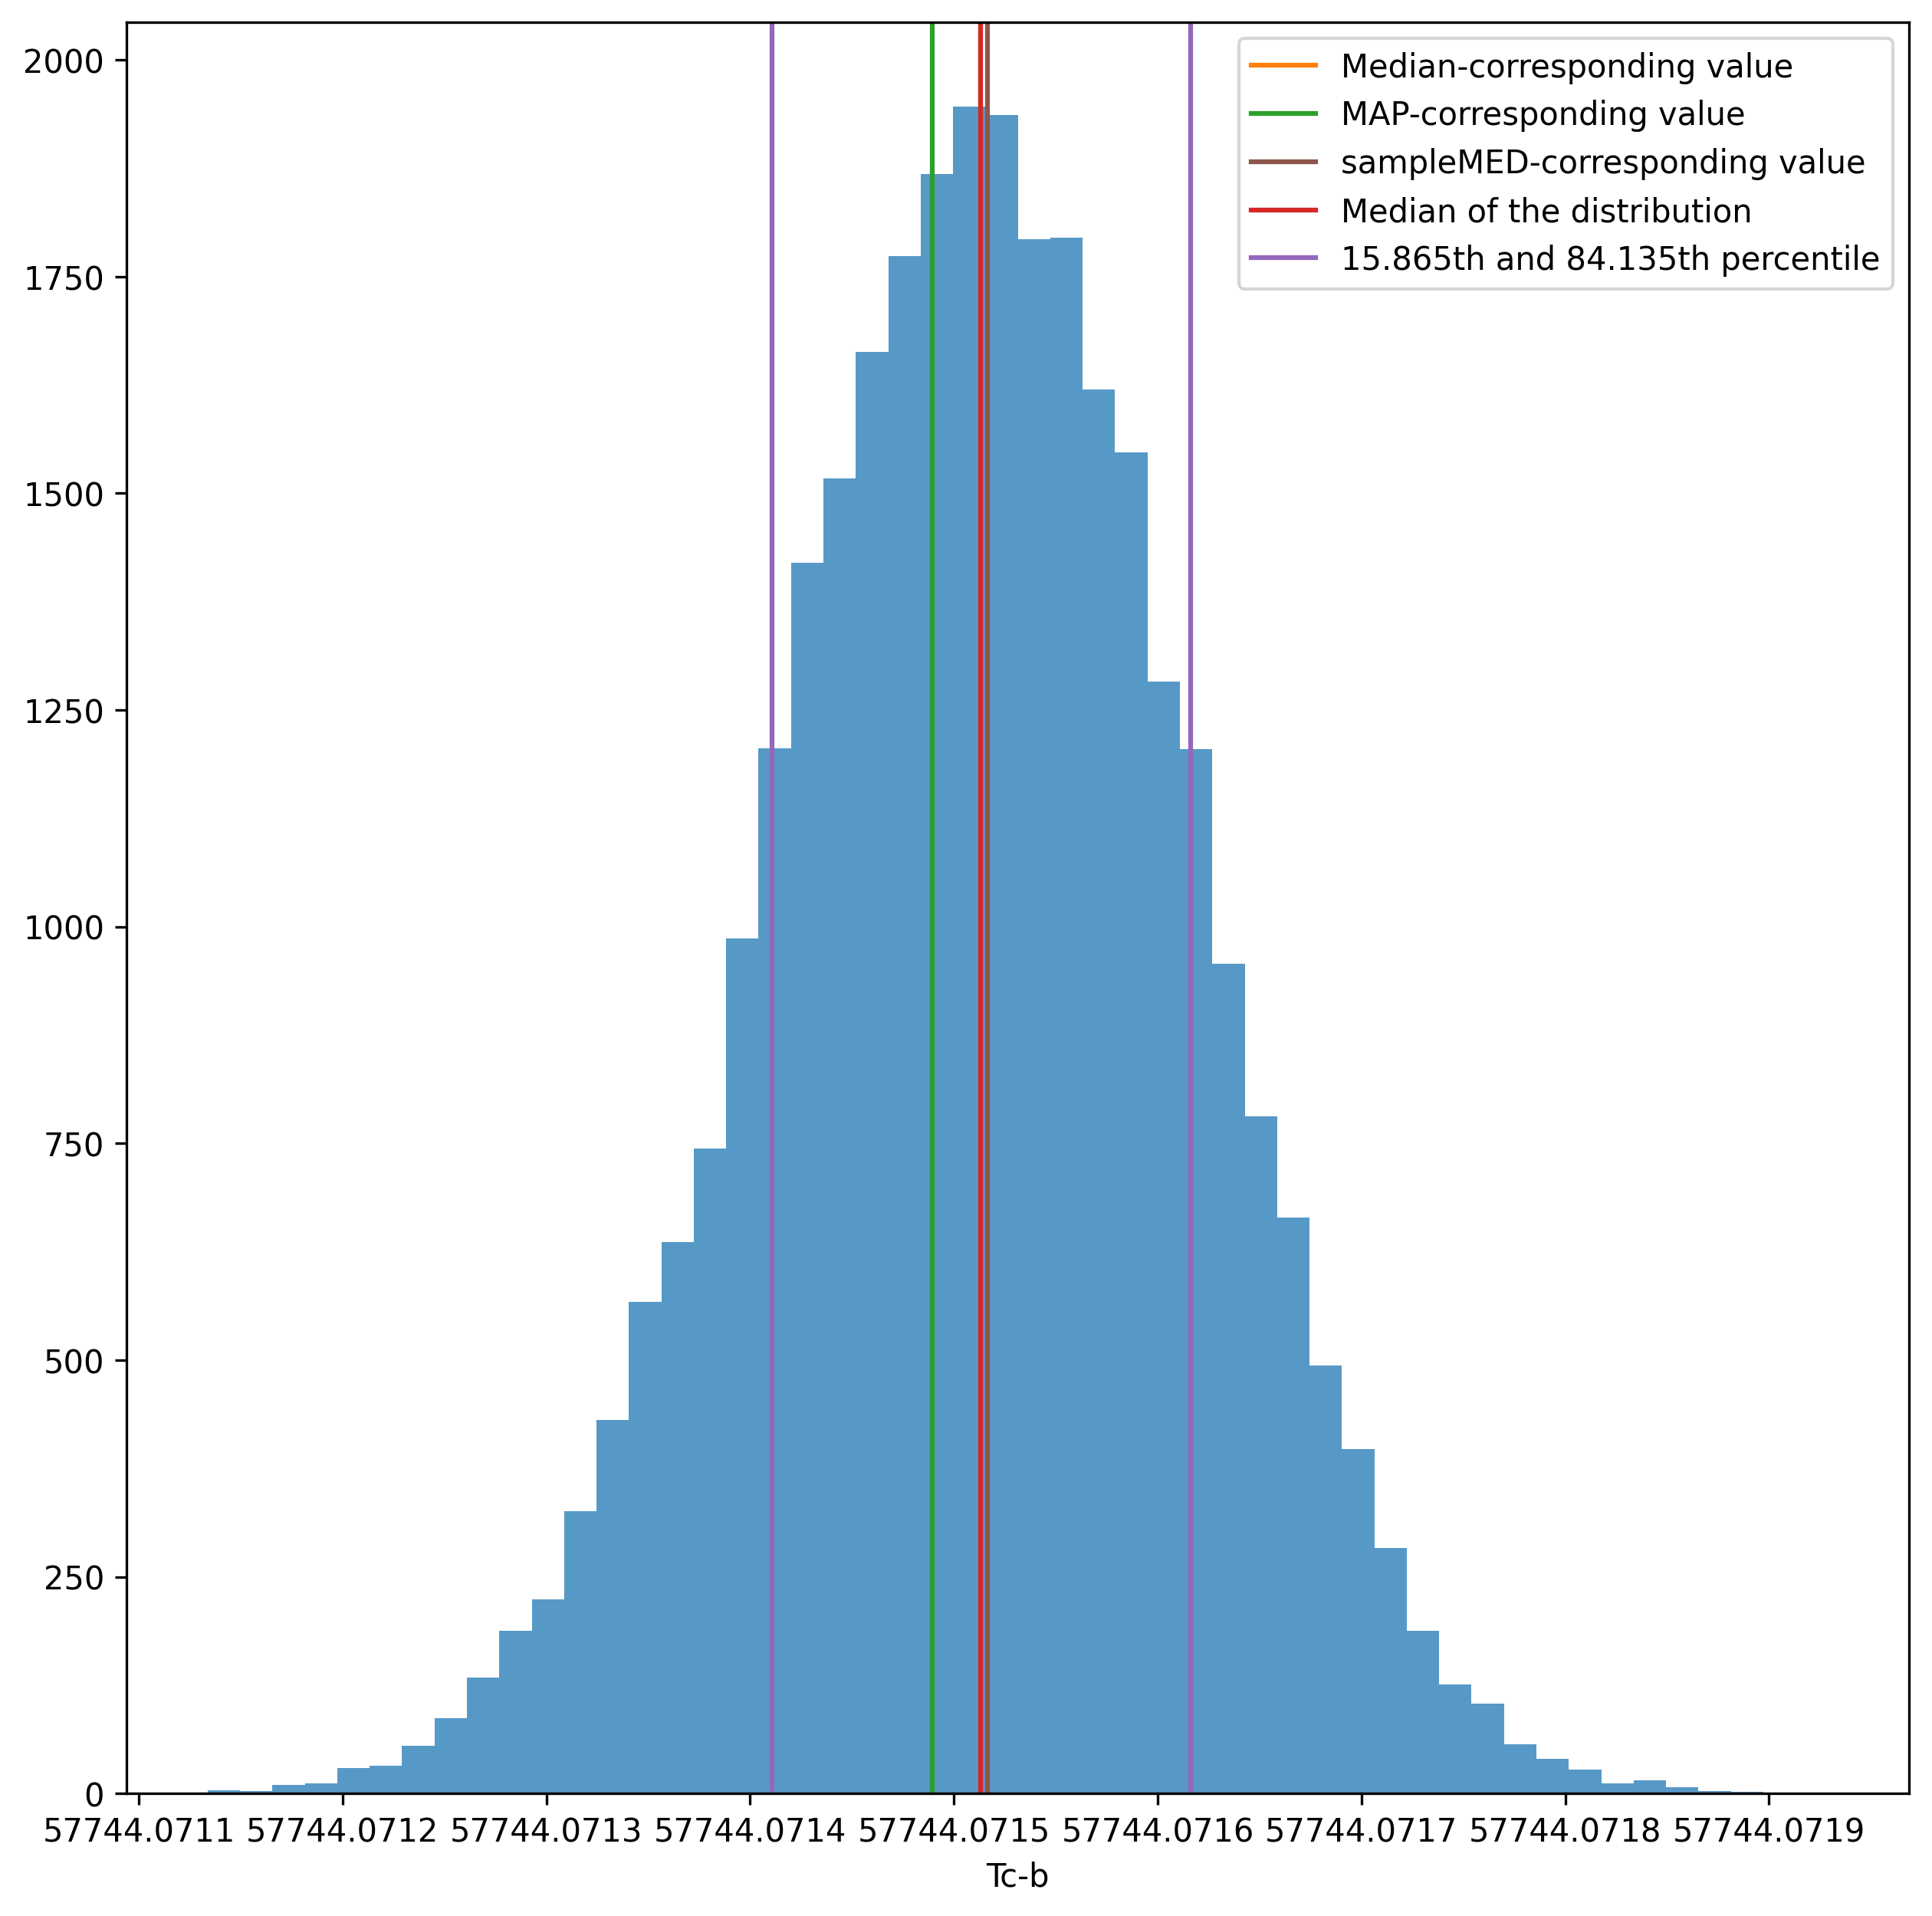 2000
1750
1500
1250
1000
750
500
250
0
Median-corresponding value
MAP-corresponding value
sampleMED-corresponding value
Median of the distribution
15.865th and 84.135th percentile
57744.0711 57744.0712 57744.0713 57744.0714 57744.0715 57744.0716 57744.0717 57744.0718 57744.0719
Tc-b